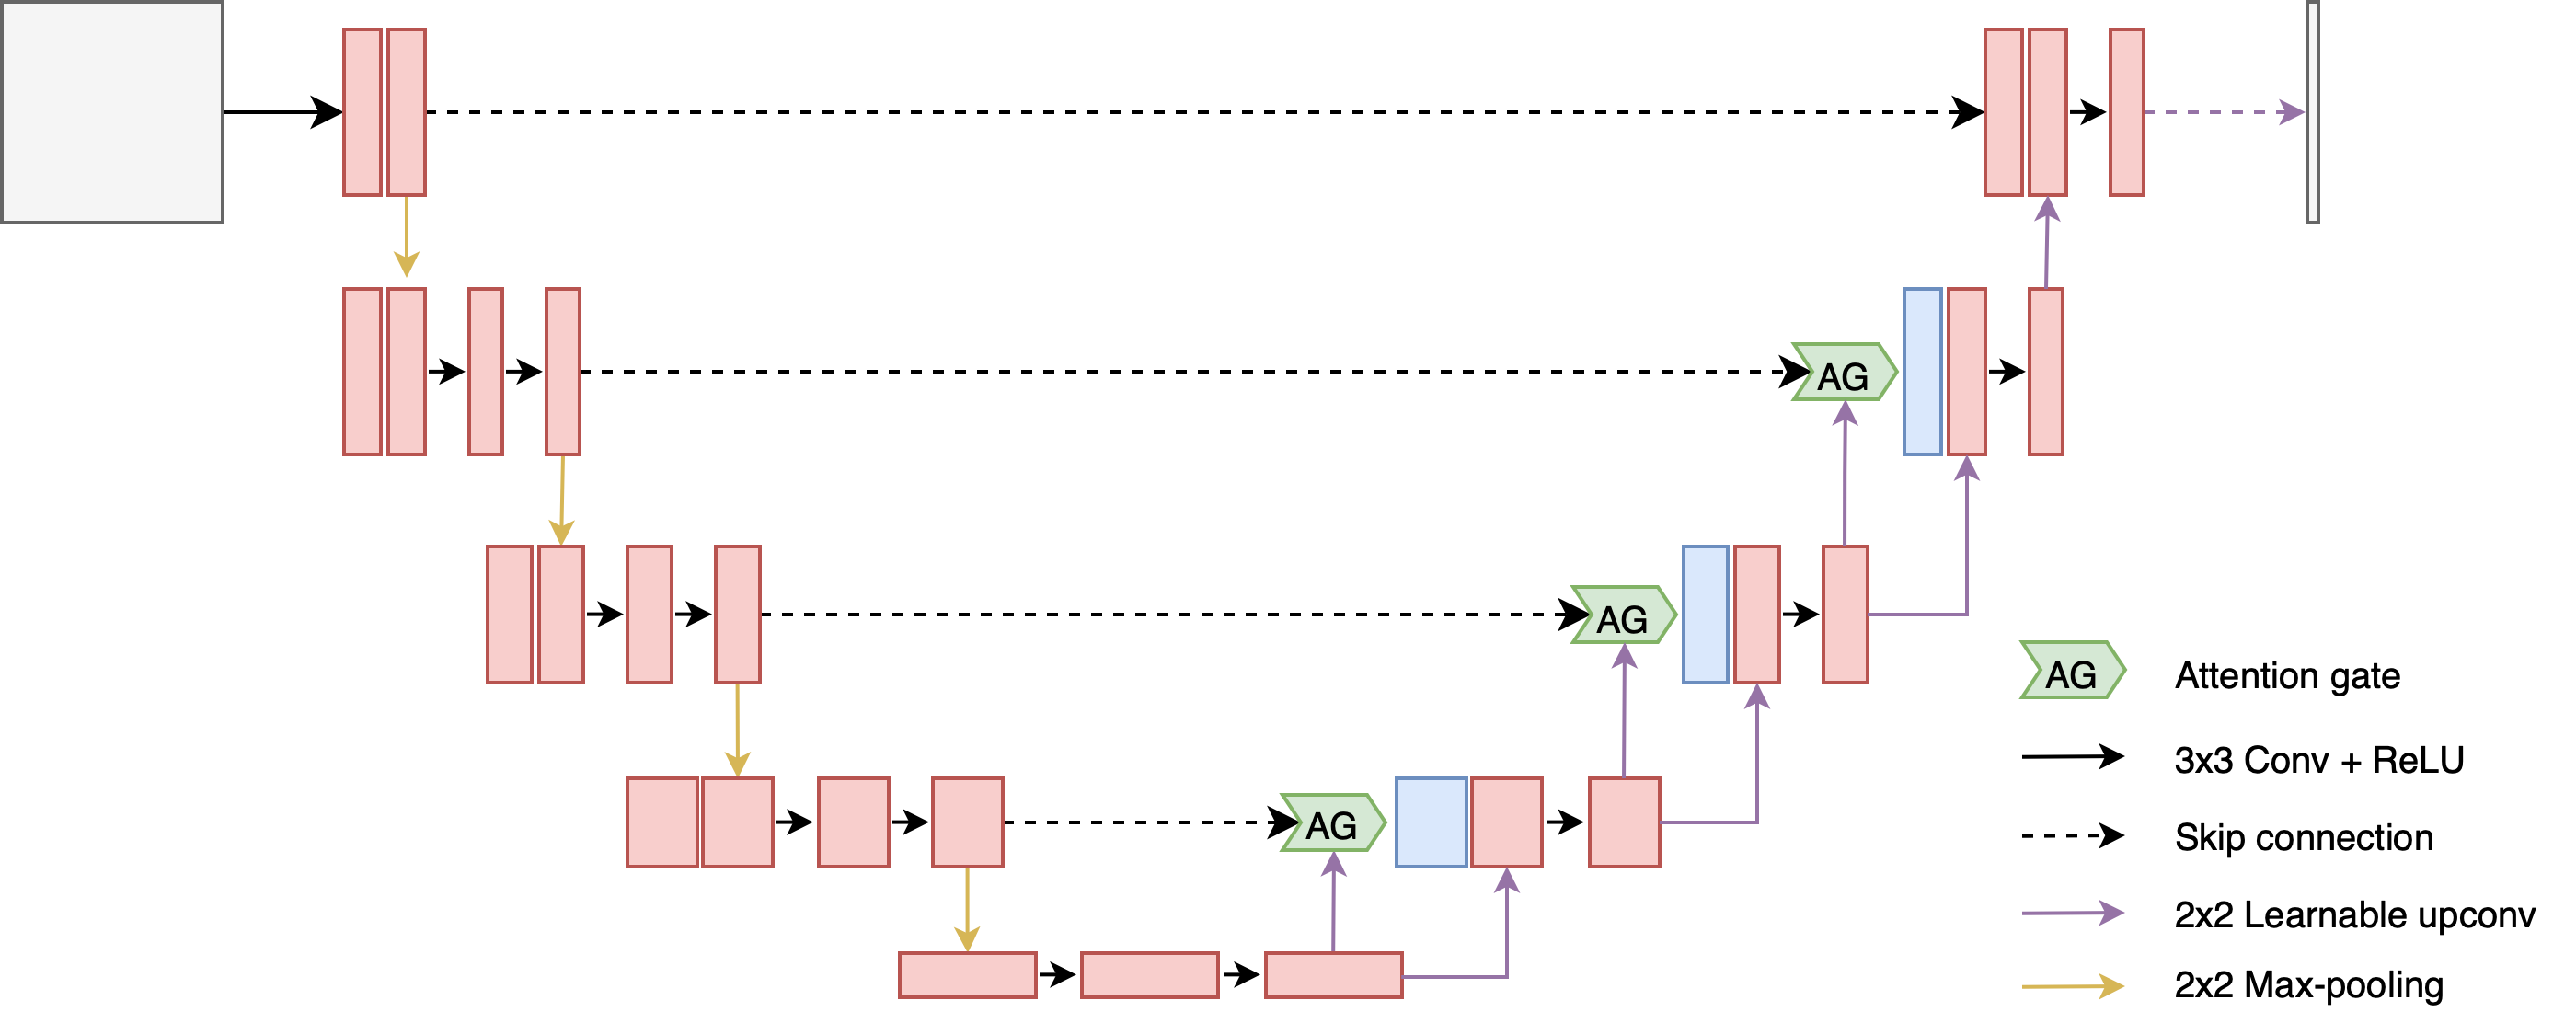 AG
AG
AG
AG Attention gate
3x3 Conv + ReLU
Skip connection
2x2 Learnable upconv
2x2 Max-pooling